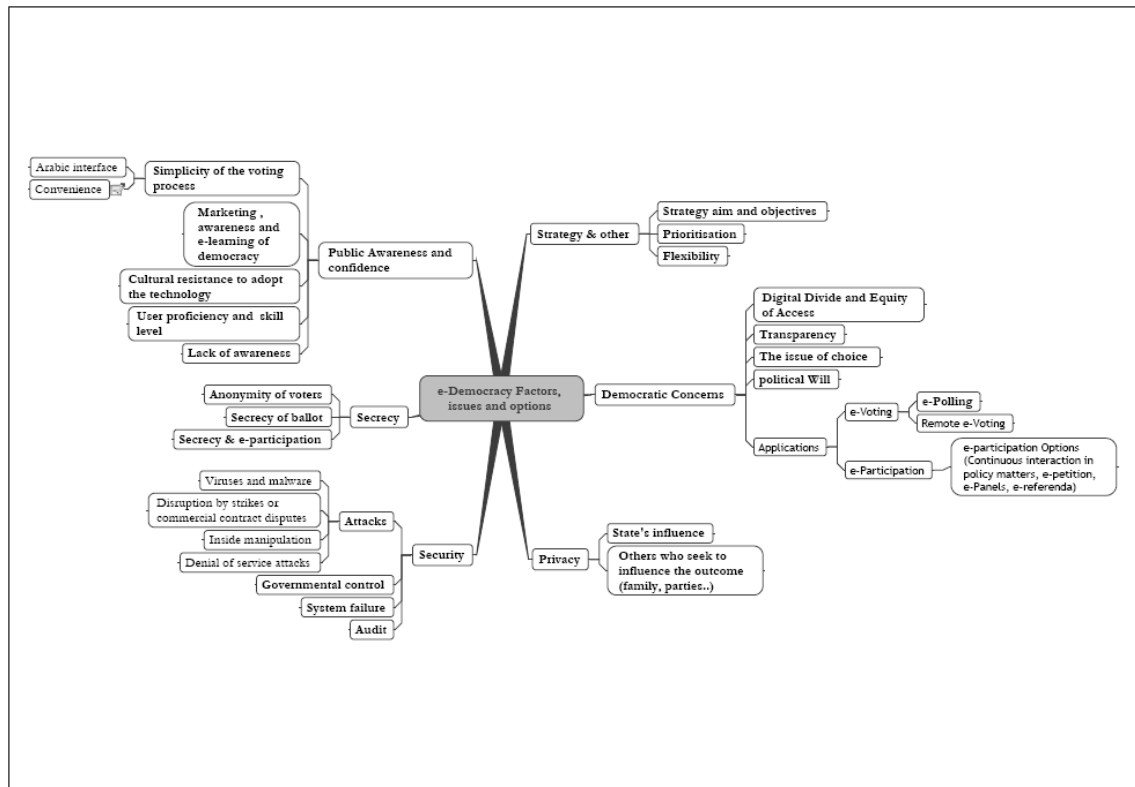 Arabic interface
Convenience
Simplicity of the voting
process
Marketing ,
awareness and
e-learning of
democracy
Cultural resistance to adopt
the technology
User proficiency and skill
level
Lack of awareness
Public Awareness and
confidence
Anonymity of voters
Secrecy of ballot
Secrecy & e-participation
Secrecy
Viruses and malware
Disruption by strikes or
commercial contract disputes
Inside manipulation
Denial of service attacks
Attacks
Governmental control
System failure
Audit
Security
e-Democracy Factors,
issues and options
Strategy & other
Strategy aim and objectives
Prioritisation
Flexibility
Democratic Concerns
Digital Divide and Equity
of Access
Transparency
The issue of choice
political Will
Applications
e-Voting
e-Polling
Remote e-Voting
e-Participation
e-participation Options
(Continuous interaction in
policy matters, e-petition,
e-Panels, e-referenda)
Privacy
State's influence
Others who seek to
influence the outcome
(family, parties..)